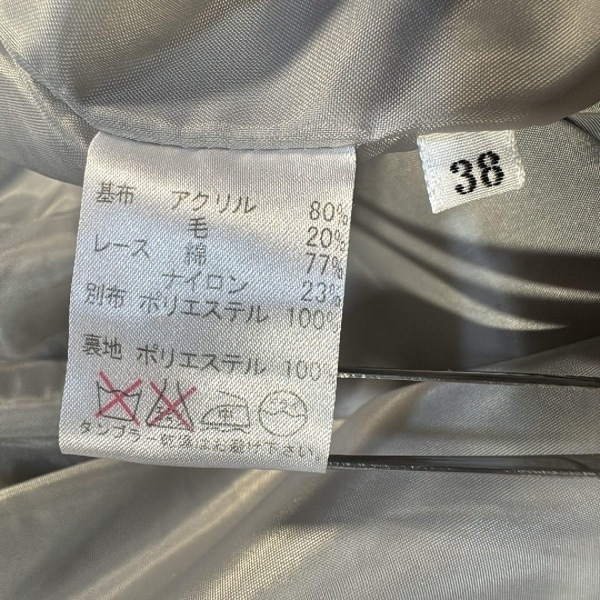 38
基布 アクリル 80%
毛 20%
レース 綿 77%
ナイロン 23%
別布 ポリエステル 100%
裏地 ポリエステル 100%
タンブラー乾燥はお避け下さい。